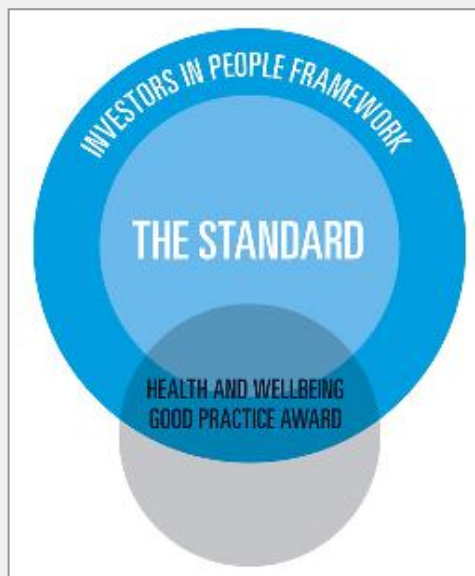 INVESTORS IN PEOPLE FRAMEWORK
THE STANDARD
HEALTH AND WELLBEING
GOOD PRACTICE AWARD